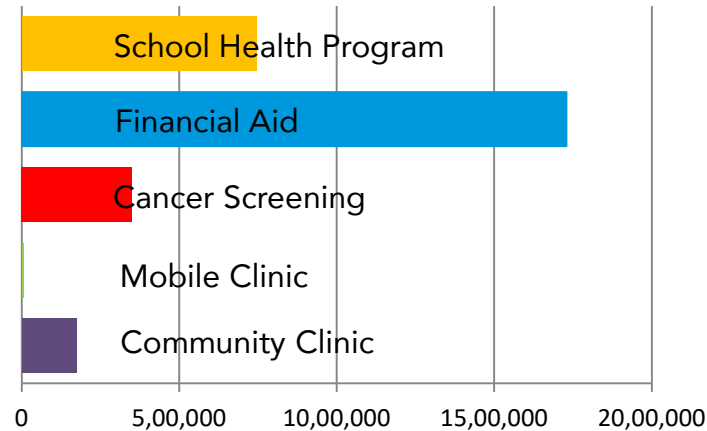 School Health Program
Financial Aid
Cancer Screening
Mobile Clinic
Community Clinic
0 5,00,000 10,00,000 15,00,000 20,00,000